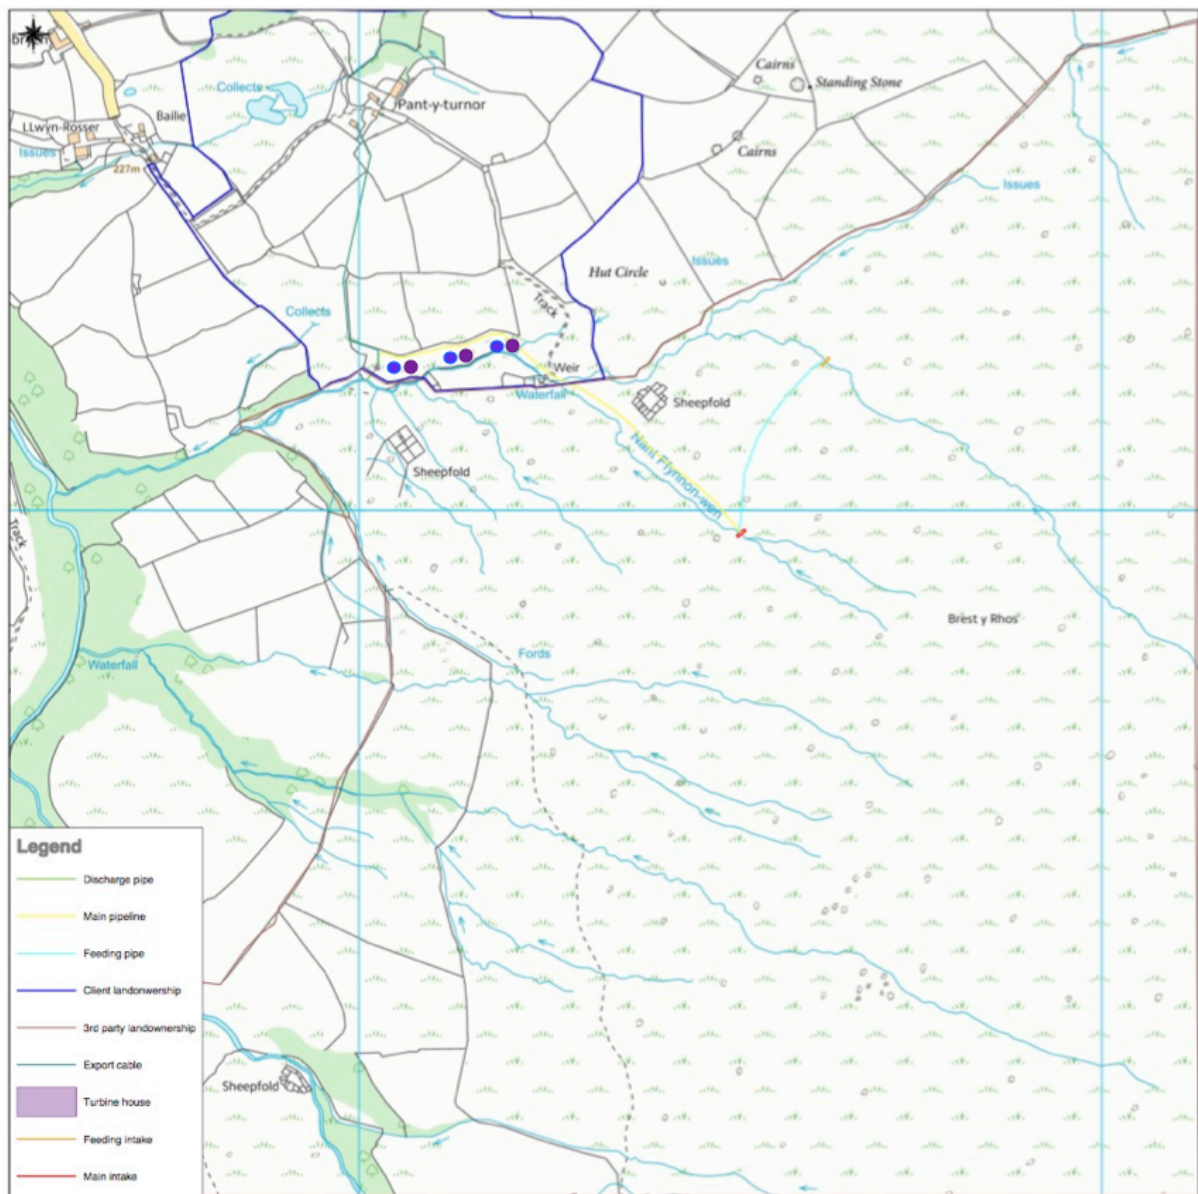 Cairns
Standing Stone
Collects
Pant-y-turnor
LLwyn-Rosser
Bailie
Issues
227m
Cairns
Issues
Issues
Hut Circle
Track
Collects
Weir
Waterfall
Sheepfold
Nant Ffynnon-wen
Sheepfold
Track
Brest y Rhos
Fords
Waterfall
Sheepfold
Legend
Discharge pipe
Main pipeline
Feeding pipe
Client landonwership
3rd party landownership
Export cable
Turbine house
Feeding intake
Main intake